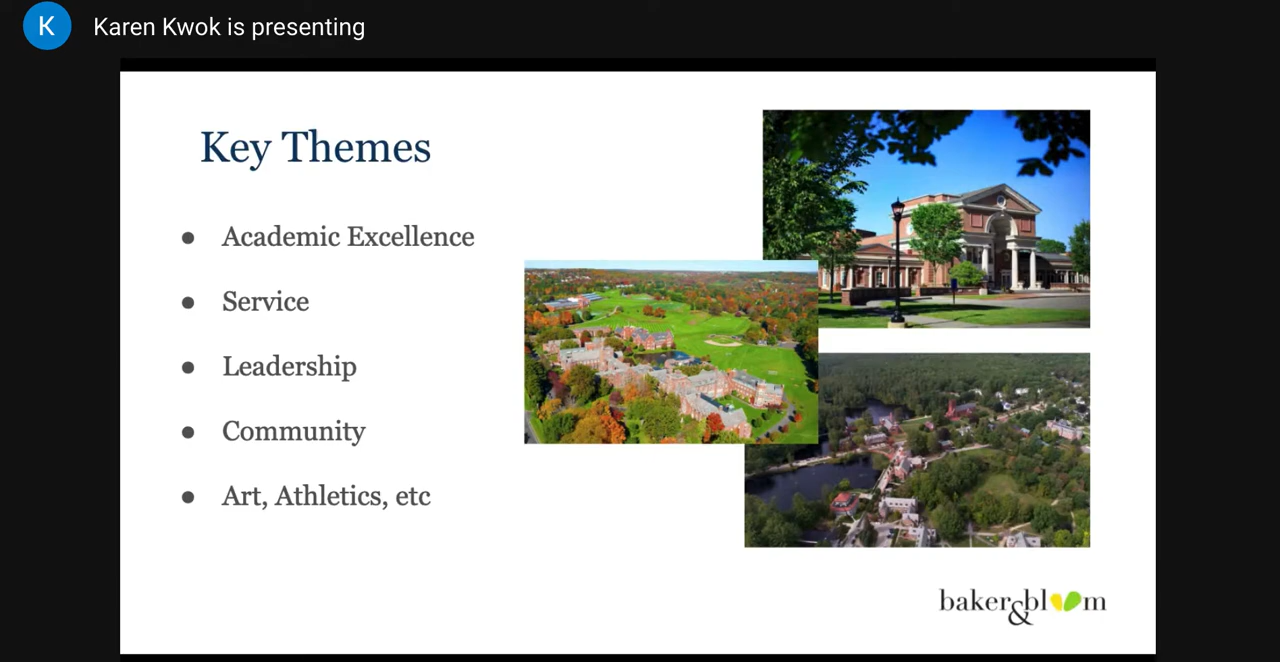 K
Karen Kwok is presenting
Key Themes
● Academic Excellence
● Service
● Leadership
● Community
● Art, Athletics, etc
baker&bloom